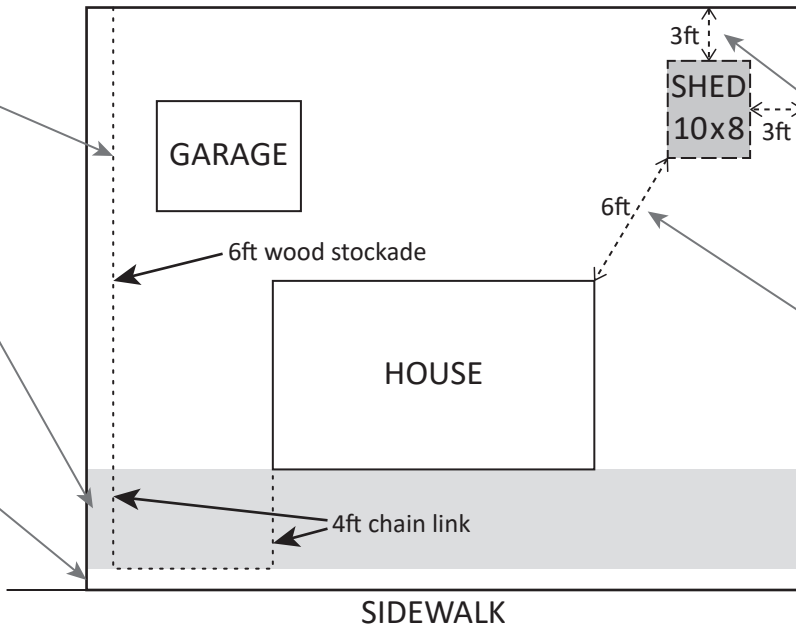 3ft
SHED
10x8
3ft
GARAGE
6ft
6ft wood stockade
HOUSE
4ft chain link
SIDEWALK